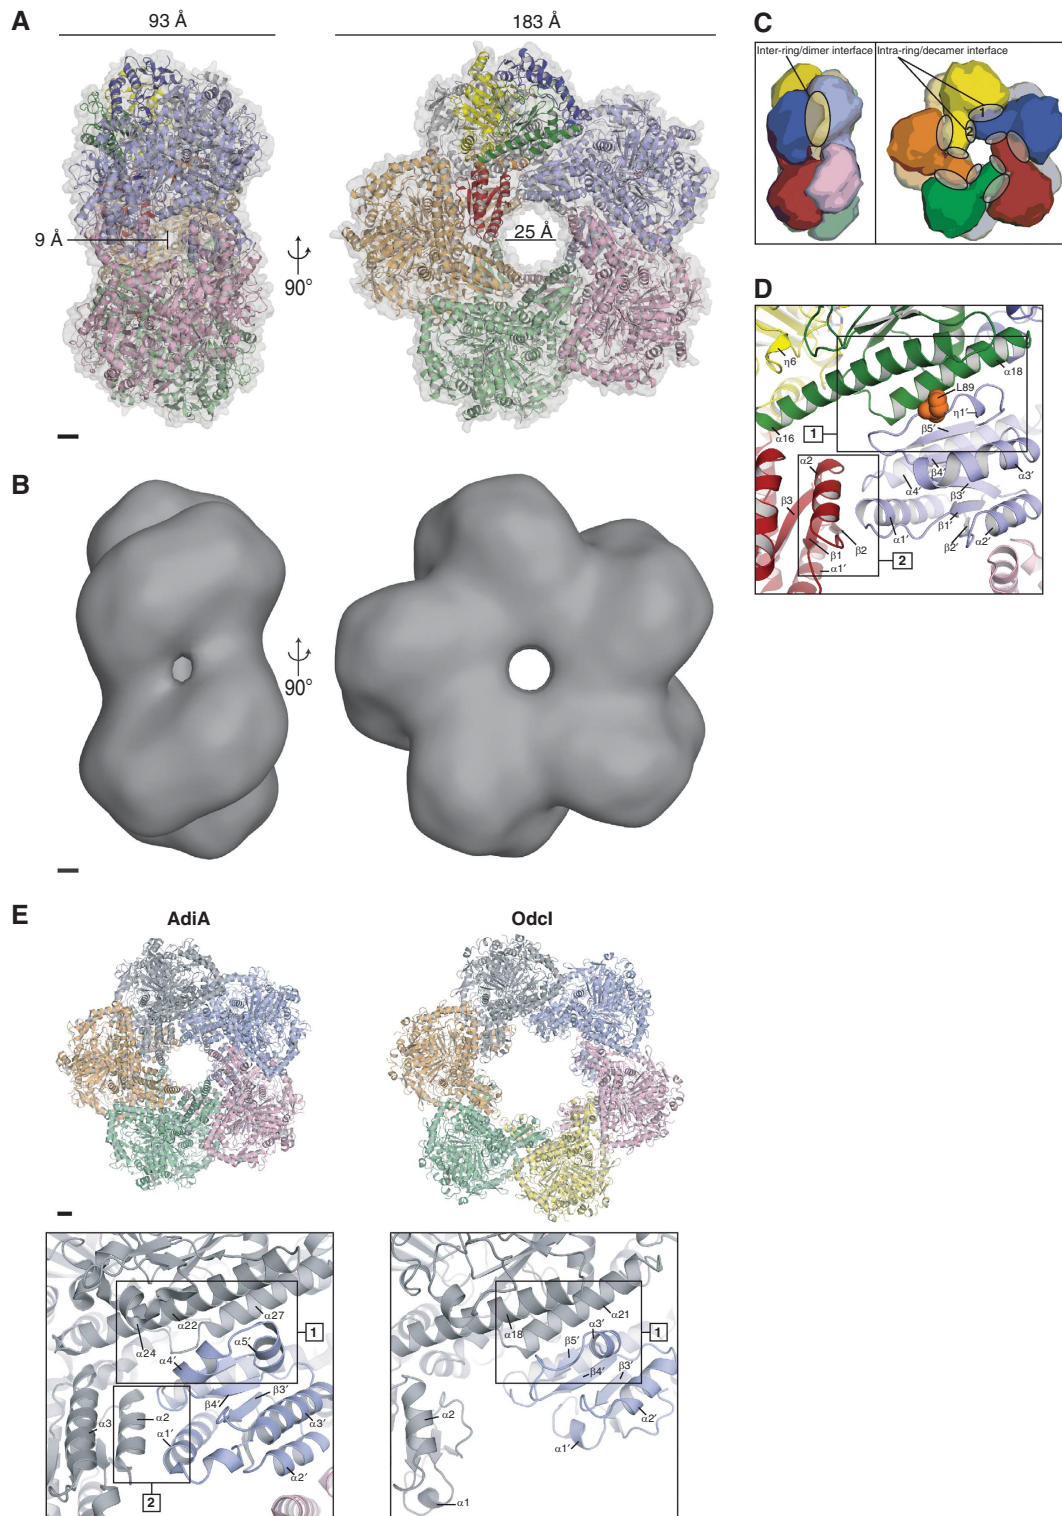 A
93 Å
183 Å
9 Å
90°
25 Å
C
Inter-ring/dimer interface
Intra-ring/decamer interface
1
2
D
η6
α18
L89
η1′
β5′
α16
1
α2
β4′
α3′
α4′
β3′
β3
α1′
β1′
β2
β1
β2′
α2′
α1′
2
B
90°
E
AdiA
OdcI
α22
α27
1
α24
α5′
α4′
β4′
β3′
α3
α2
α1′
α3′
α2′
2
α21
α18
α3′
1
β5′
β4′
β3′
α2
α2′
α1′
α1